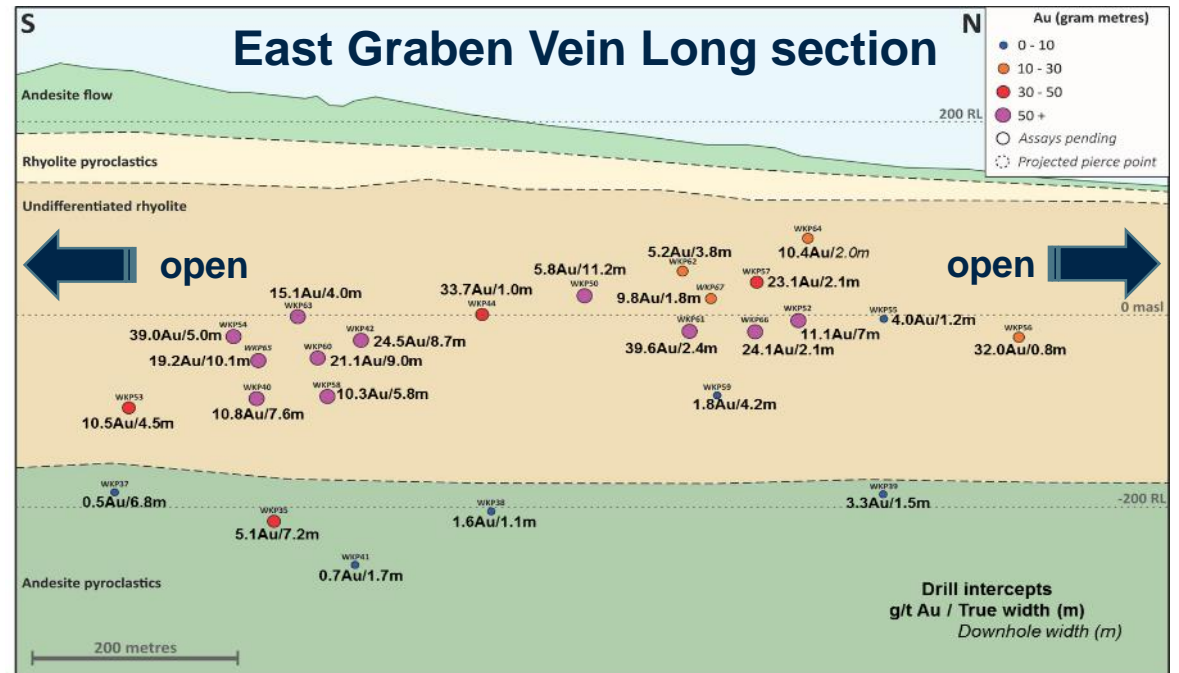 S
East Graben Vein Long section
N
Au (gram metres)
0 - 10
10 - 30
30 - 50
50 +
Assays pending
Projected pierce point
Andesite flow
200 RL
Rhyolite pyroclastics
Undifferentiated rhyolite
open
open
WKP64
10.4Au/2.0m
5.2Au/3.8m
WKP62
WKP57
23.1Au/2.1m
5.8Au/11.2m
WKP50
9.8Au/1.8m
WKP67
15.1Au/4.0m
WKP63
33.7Au/1.0m
WKP44
0 masl
WKP55
4.0Au/1.2m
WKP52
11.1Au/7m
WKP54
39.0Au/5.0m
WKP42
24.5Au/8.7m
WKP61
39.6Au/2.4m
WKP66
24.1Au/2.1m
WKP56
32.0Au/0.8m
WKP65
19.2Au/10.1m
WKP60
21.1Au/9.0m
WKP40
10.8Au/7.6m
WKP58
10.3Au/5.8m
WKP59
1.8Au/4.2m
WKP53
10.5Au/4.5m
WKP37
0.5Au/6.8m
WKP39
3.3Au/1.5m
-200 RL
WKP35
5.1Au/7.2m
WKP38
1.6Au/1.1m
WKP41
0.7Au/1.7m
Andesite pyroclastics
Drill intercepts
g/t Au / True width (m)
Downhole width (m)
200 metres